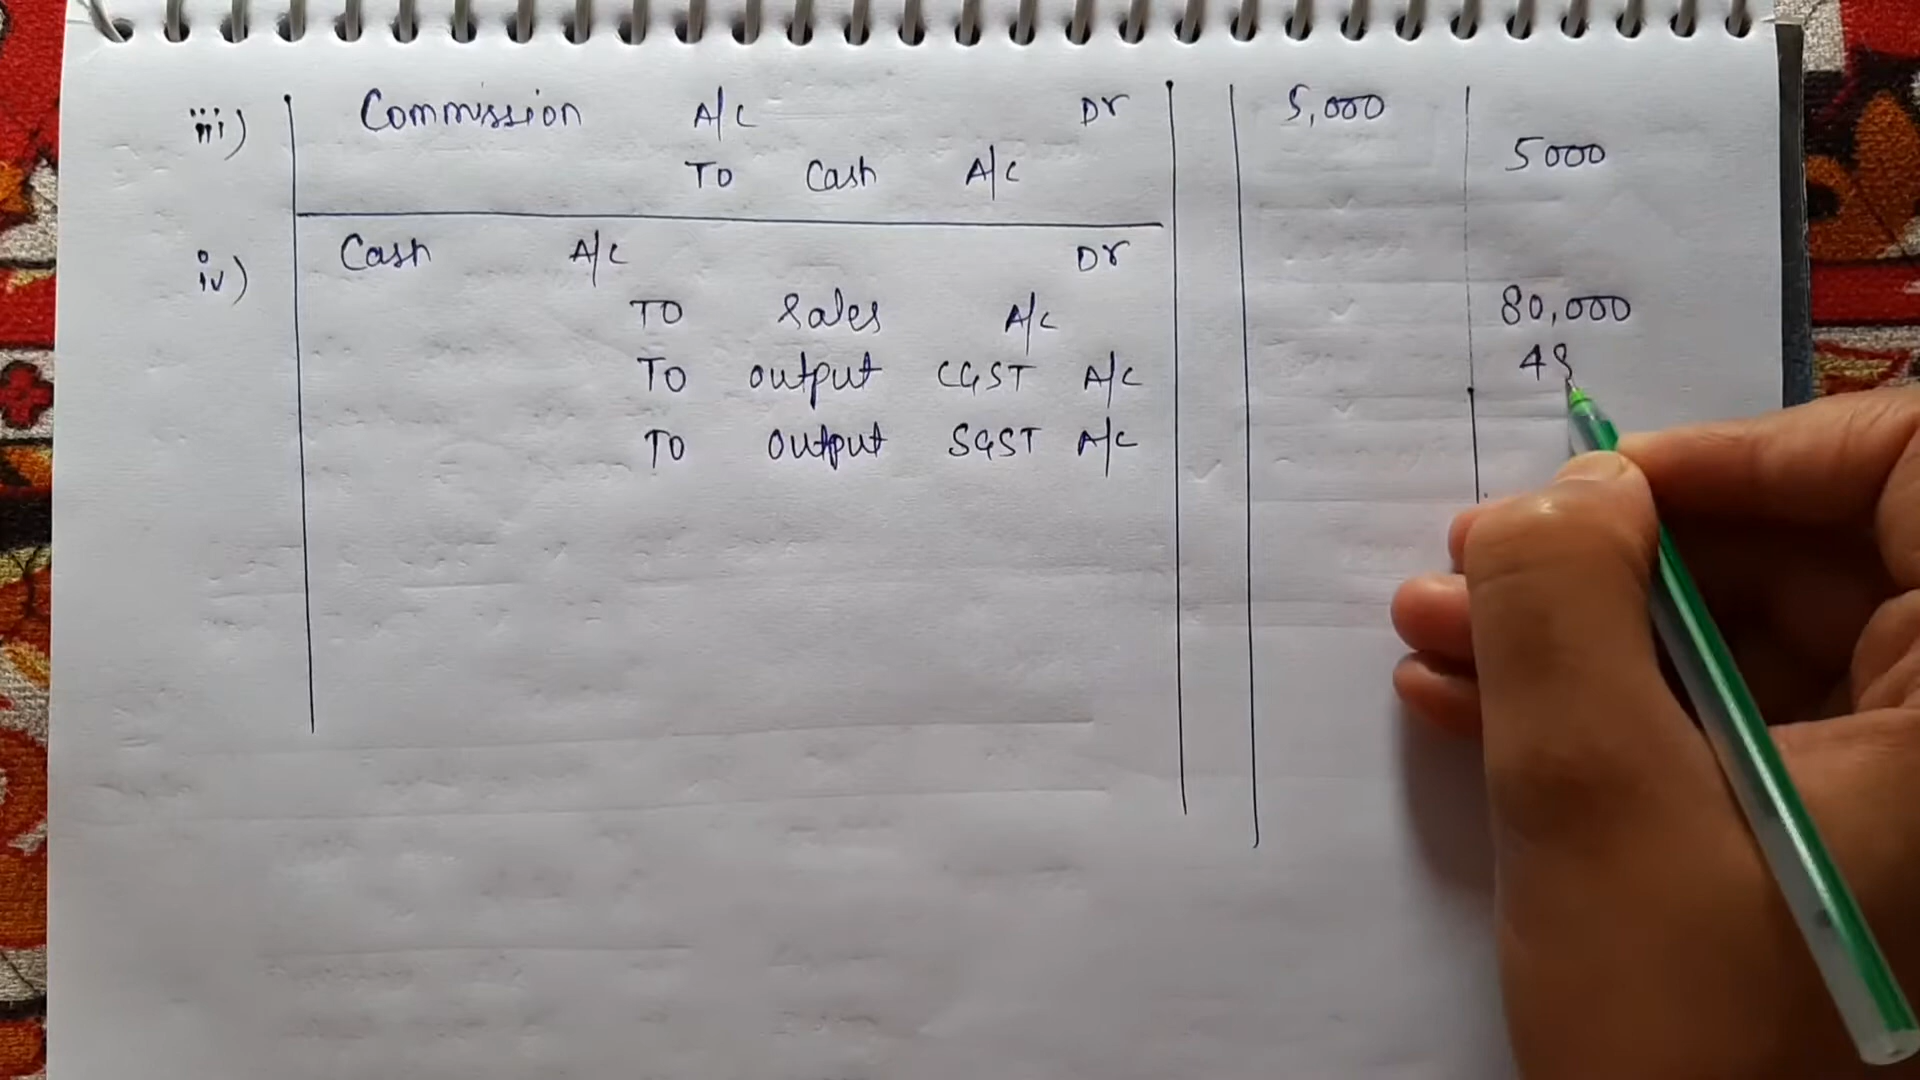 iii) Commission A/C Dr 5,000
To Cash A/C 5000
iv) Cash A/C Dr
To Sales A/C 80,000
To output CGST A/C 48
To output SGST A/C